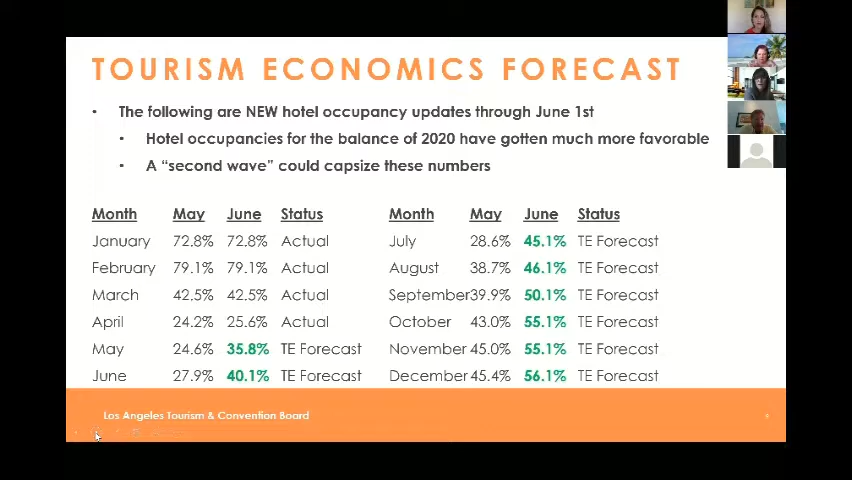 TOURISM ECONOMICS FORECAST
• The following are NEW hotel occupancy updates through June 1st
• Hotel occupancies for the balance of 2020 have gotten much more favorable
• A “second wave” could capsize these numbers
Month May June Status Month May June Status
January 72.8% 72.8% Actual July 28.6% 45.1% TE Forecast
February 79.1% 79.1% Actual August 38.7% 46.1% TE Forecast
March 42.5% 42.5% Actual September 39.9% 50.1% TE Forecast
April 24.2% 25.6% Actual October 43.0% 55.1% TE Forecast
May 24.6% 35.8% TE Forecast November 45.0% 55.1% TE Forecast
June 27.9% 40.1% TE Forecast December 45.4% 56.1% TE Forecast
Los Angeles Tourism & Convention Board